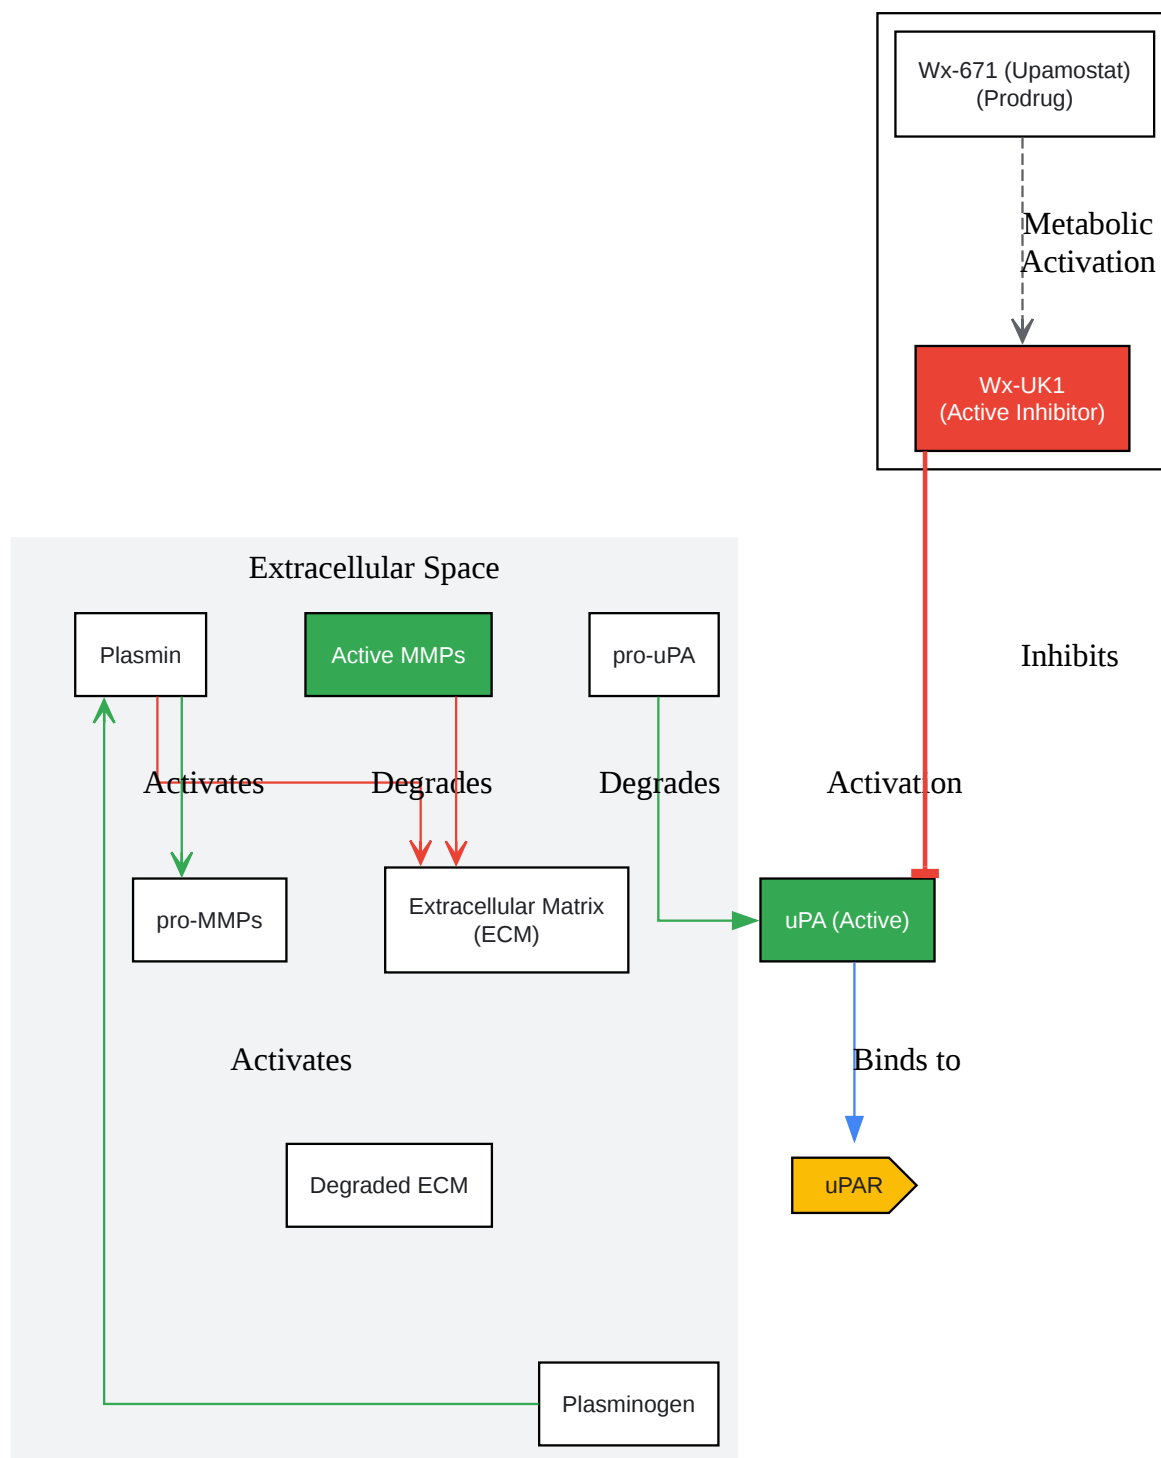 Wx-671 (Upamostat)
(Prodrug)
Metabolic
Activation
Wx-UK1
(Active Inhibitor)
Extracellular Space
Plasmin
Active MMPs
pro-uPA
Inhibits
Activates
Degrades
Degrades
Activation
pro-MMPs
Extracellular Matrix
(ECM)
uPA (Active)
Activates
Binds to
Degraded ECM
uPAR
Plasminogen